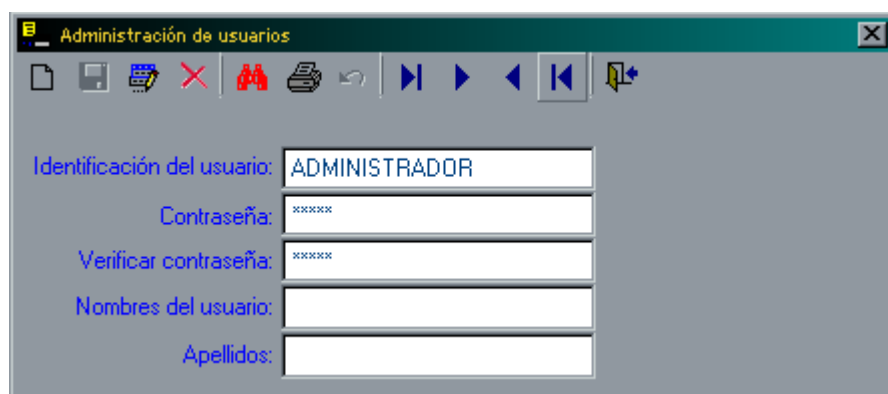 Administración de usuarios
Identificación del usuario: ADMINISTRADOR
Contraseña: *****
Verificar contraseña: *****
Nombres del usuario:
Apellidos: